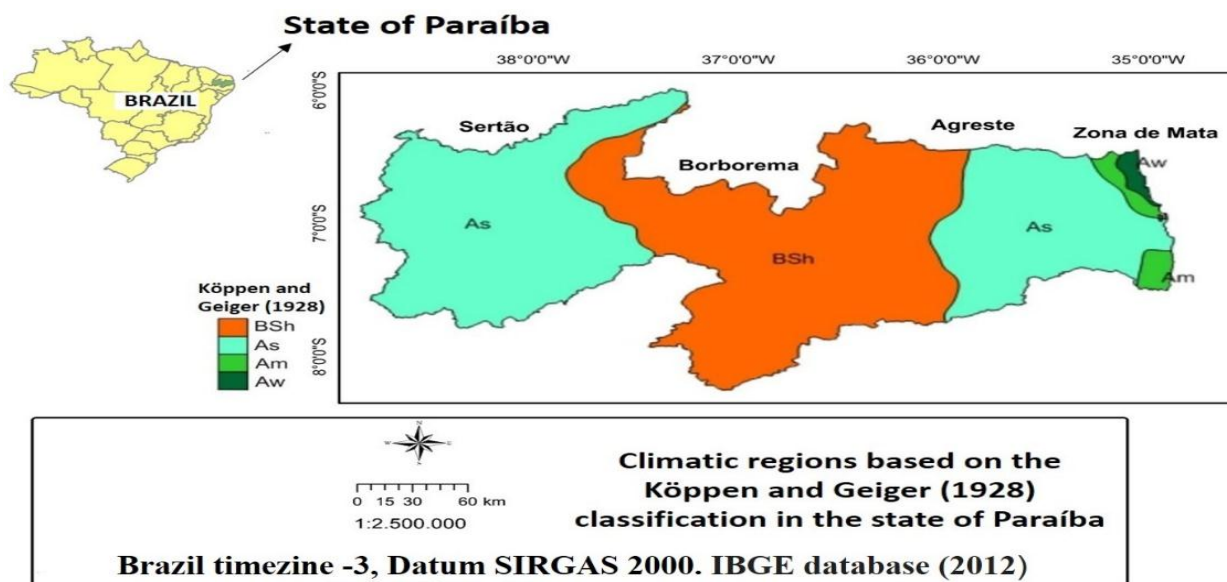 State of Paraíba
BRAZIL
38°0'0"W 37°0'0"W 36°0'0"W 35°0'0"W
6°0'0"S
7°0'0"S
8°0'0"S
Sertão
Borborema
Agreste
Zona de Mata
As
BSh
As
Aw
Am
Köppen and
Geiger (1928)
BSh
As
Am
Aw
N
W E
S
0 15 30 60 km
1:2.500.000
Climatic regions based on the
Köppen and Geiger (1928)
classification in the state of Paraíba
Brazil timezine -3, Datum SIRGAS 2000. IBGE database (2012)